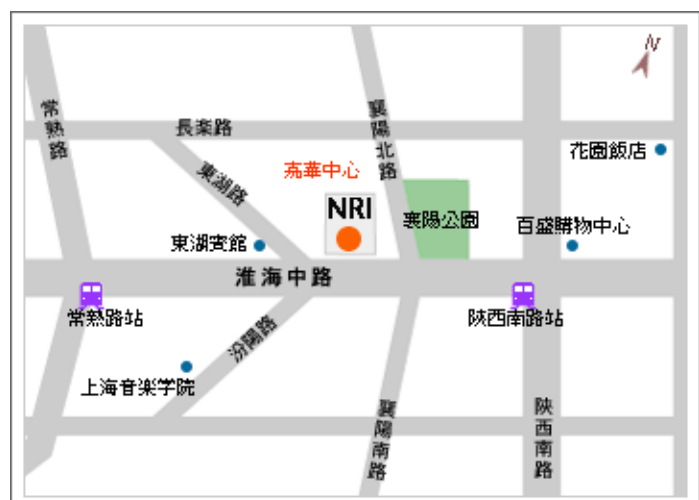 N
常熟路
長楽路
襄陽北路
花園飯店
嘉華中心
東湖路
NRI
襄陽公園
百盛購物中心
東湖賓館
淮海中路
常熟路站
陝西南路站
汾陽路
上海音楽学院
襄陽南路
陝西南路